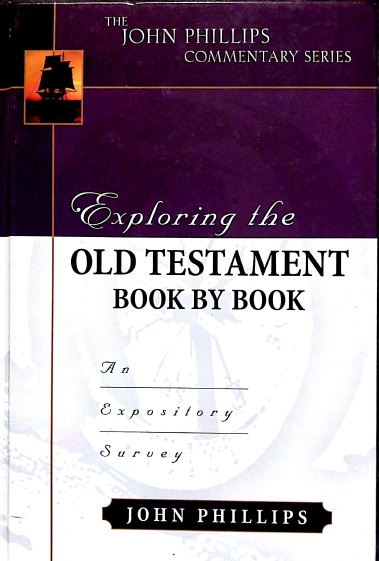 THE
JOHN PHILLIPS
COMMENTARY SERIES
Exploring the
OLD TESTAMENT
BOOK BY BOOK
An
Expository
Survey
JOHN PHILLIPS